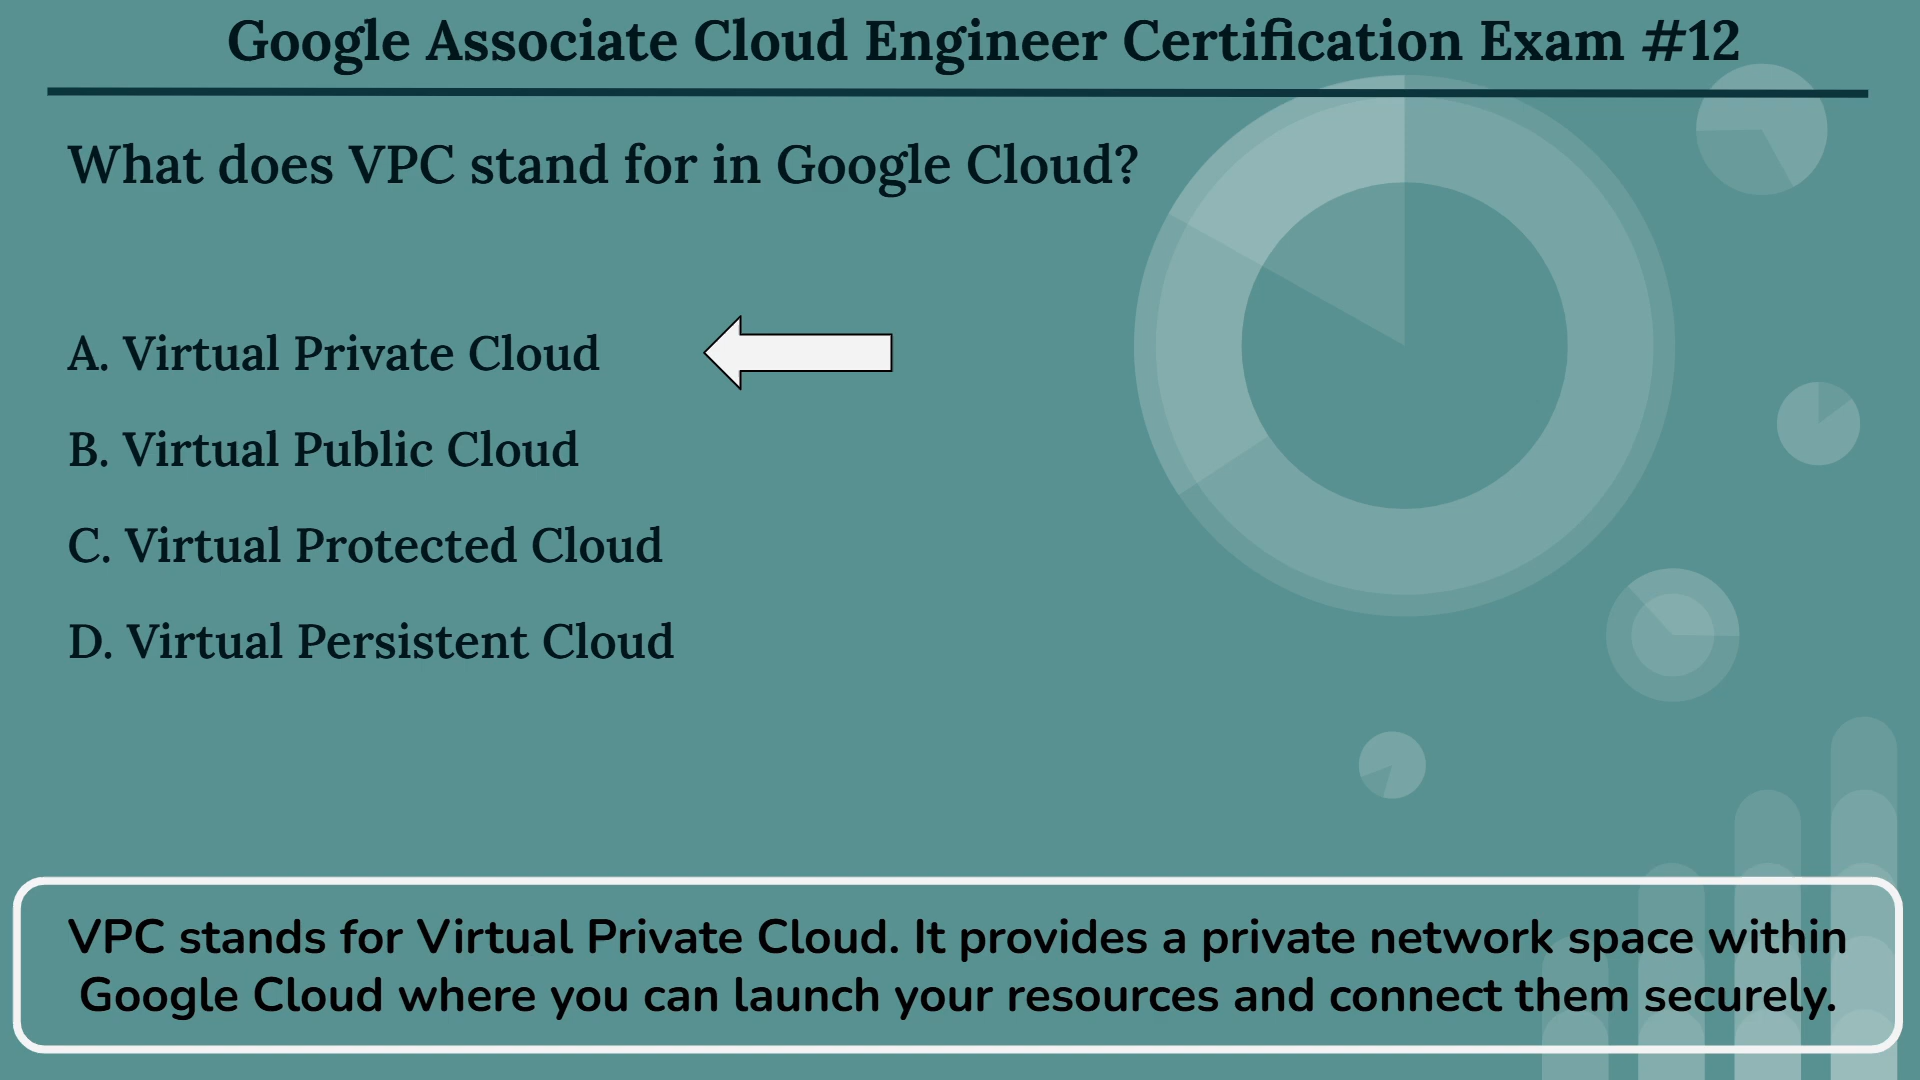 Google Associate Cloud Engineer Certification Exam #12
What does VPC stand for in Google Cloud?
A. Virtual Private Cloud
B. Virtual Public Cloud
C. Virtual Protected Cloud
D. Virtual Persistent Cloud
VPC stands for Virtual Private Cloud. It provides a private network space within
Google Cloud where you can launch your resources and connect them securely.